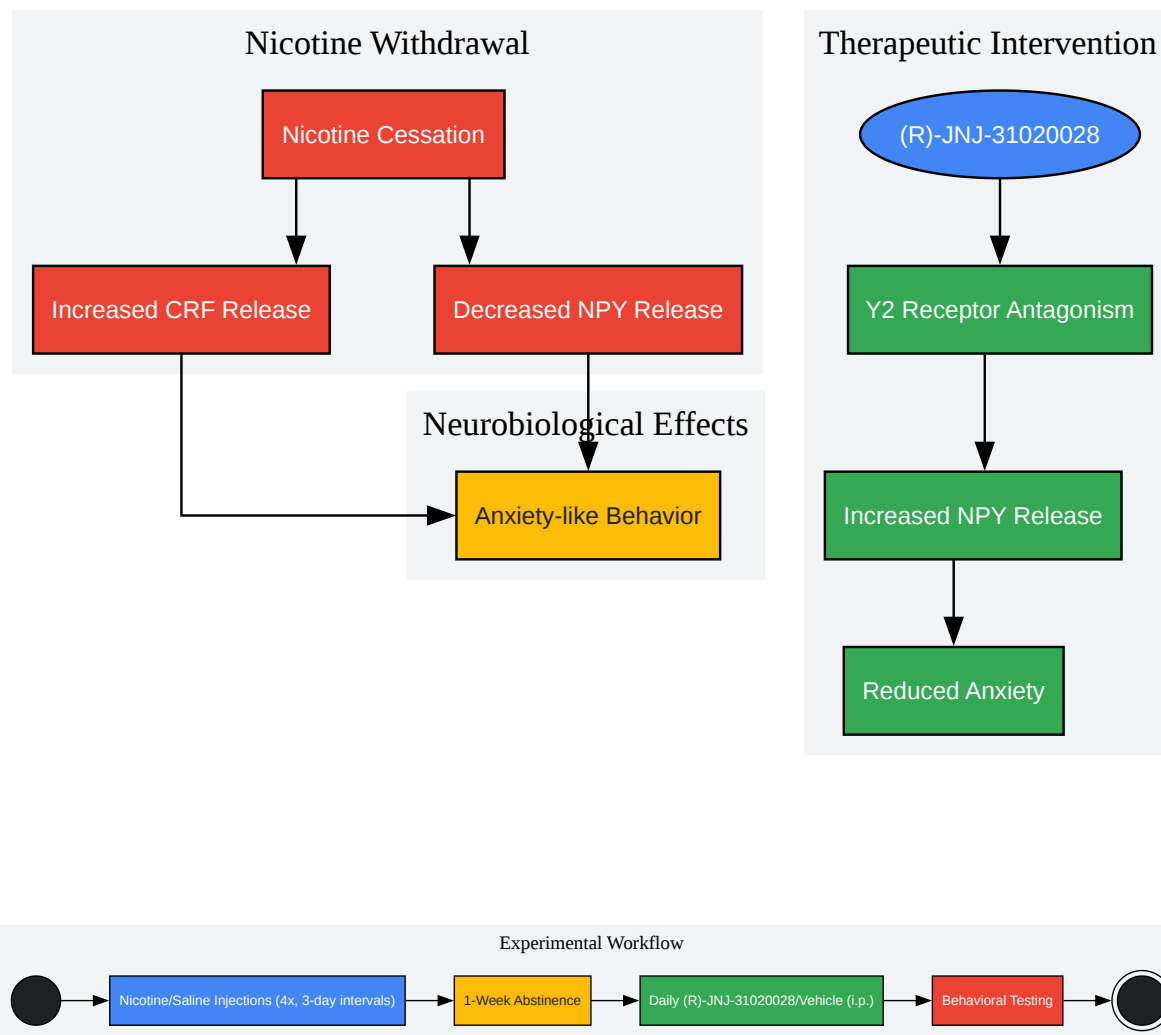 Nicotine Withdrawal
Nicotine Cessation
Increased CRF Release
Decreased NPY Release
Neurobiological Effects
Anxiety-like Behavior
Therapeutic Intervention
(R)-JNJ-31020028
Y2 Receptor Antagonism
Increased NPY Release
Reduced Anxiety
Experimental Workflow
Nicotine/Saline Injections (4x, 3-day intervals)
1-Week Abstinence
Daily (R)-JNJ-31020028/Vehicle (i.p.)
Behavioral Testing